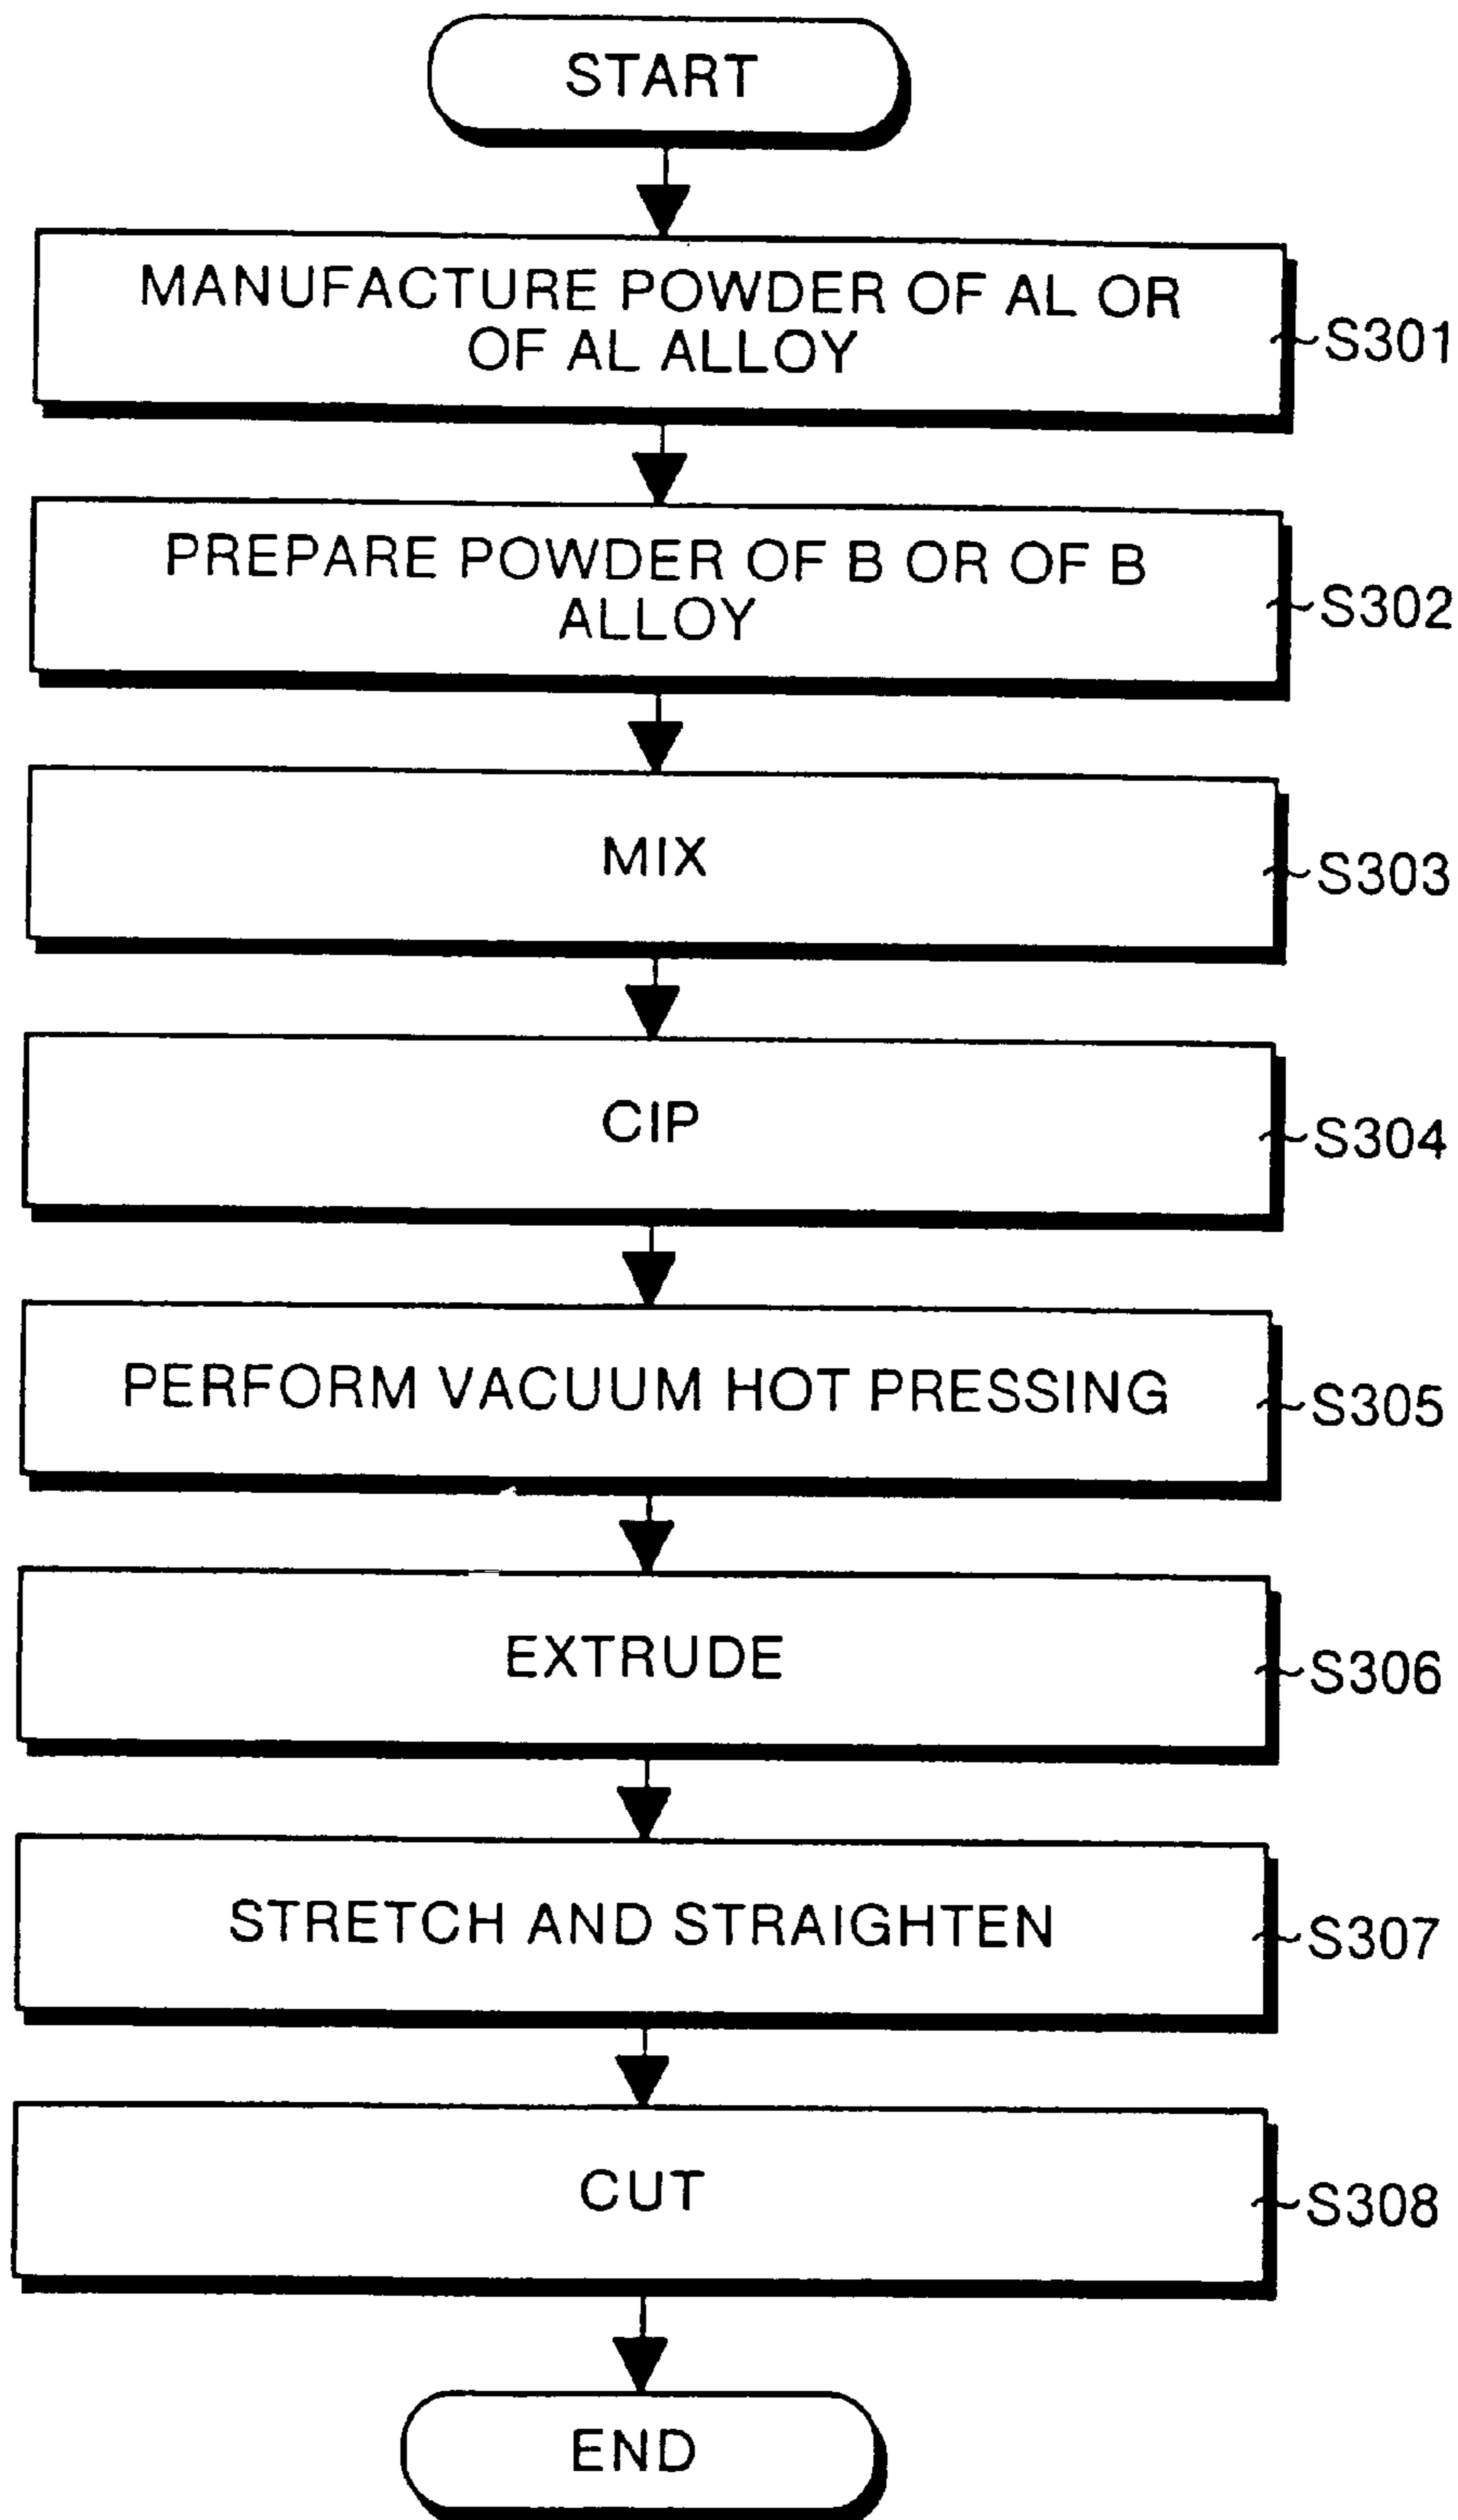 START
MANUFACTURE POWDER OF AL OR
OF AL ALLOY
S301
PREPARE POWDER OF B OR OF B
ALLOY
S302
MIX
S303
CIP
S304
PERFORM VACUUM HOT PRESSING
S305
EXTRUDE
S306
STRETCH AND STRAIGHTEN
S307
CUT
S308
END